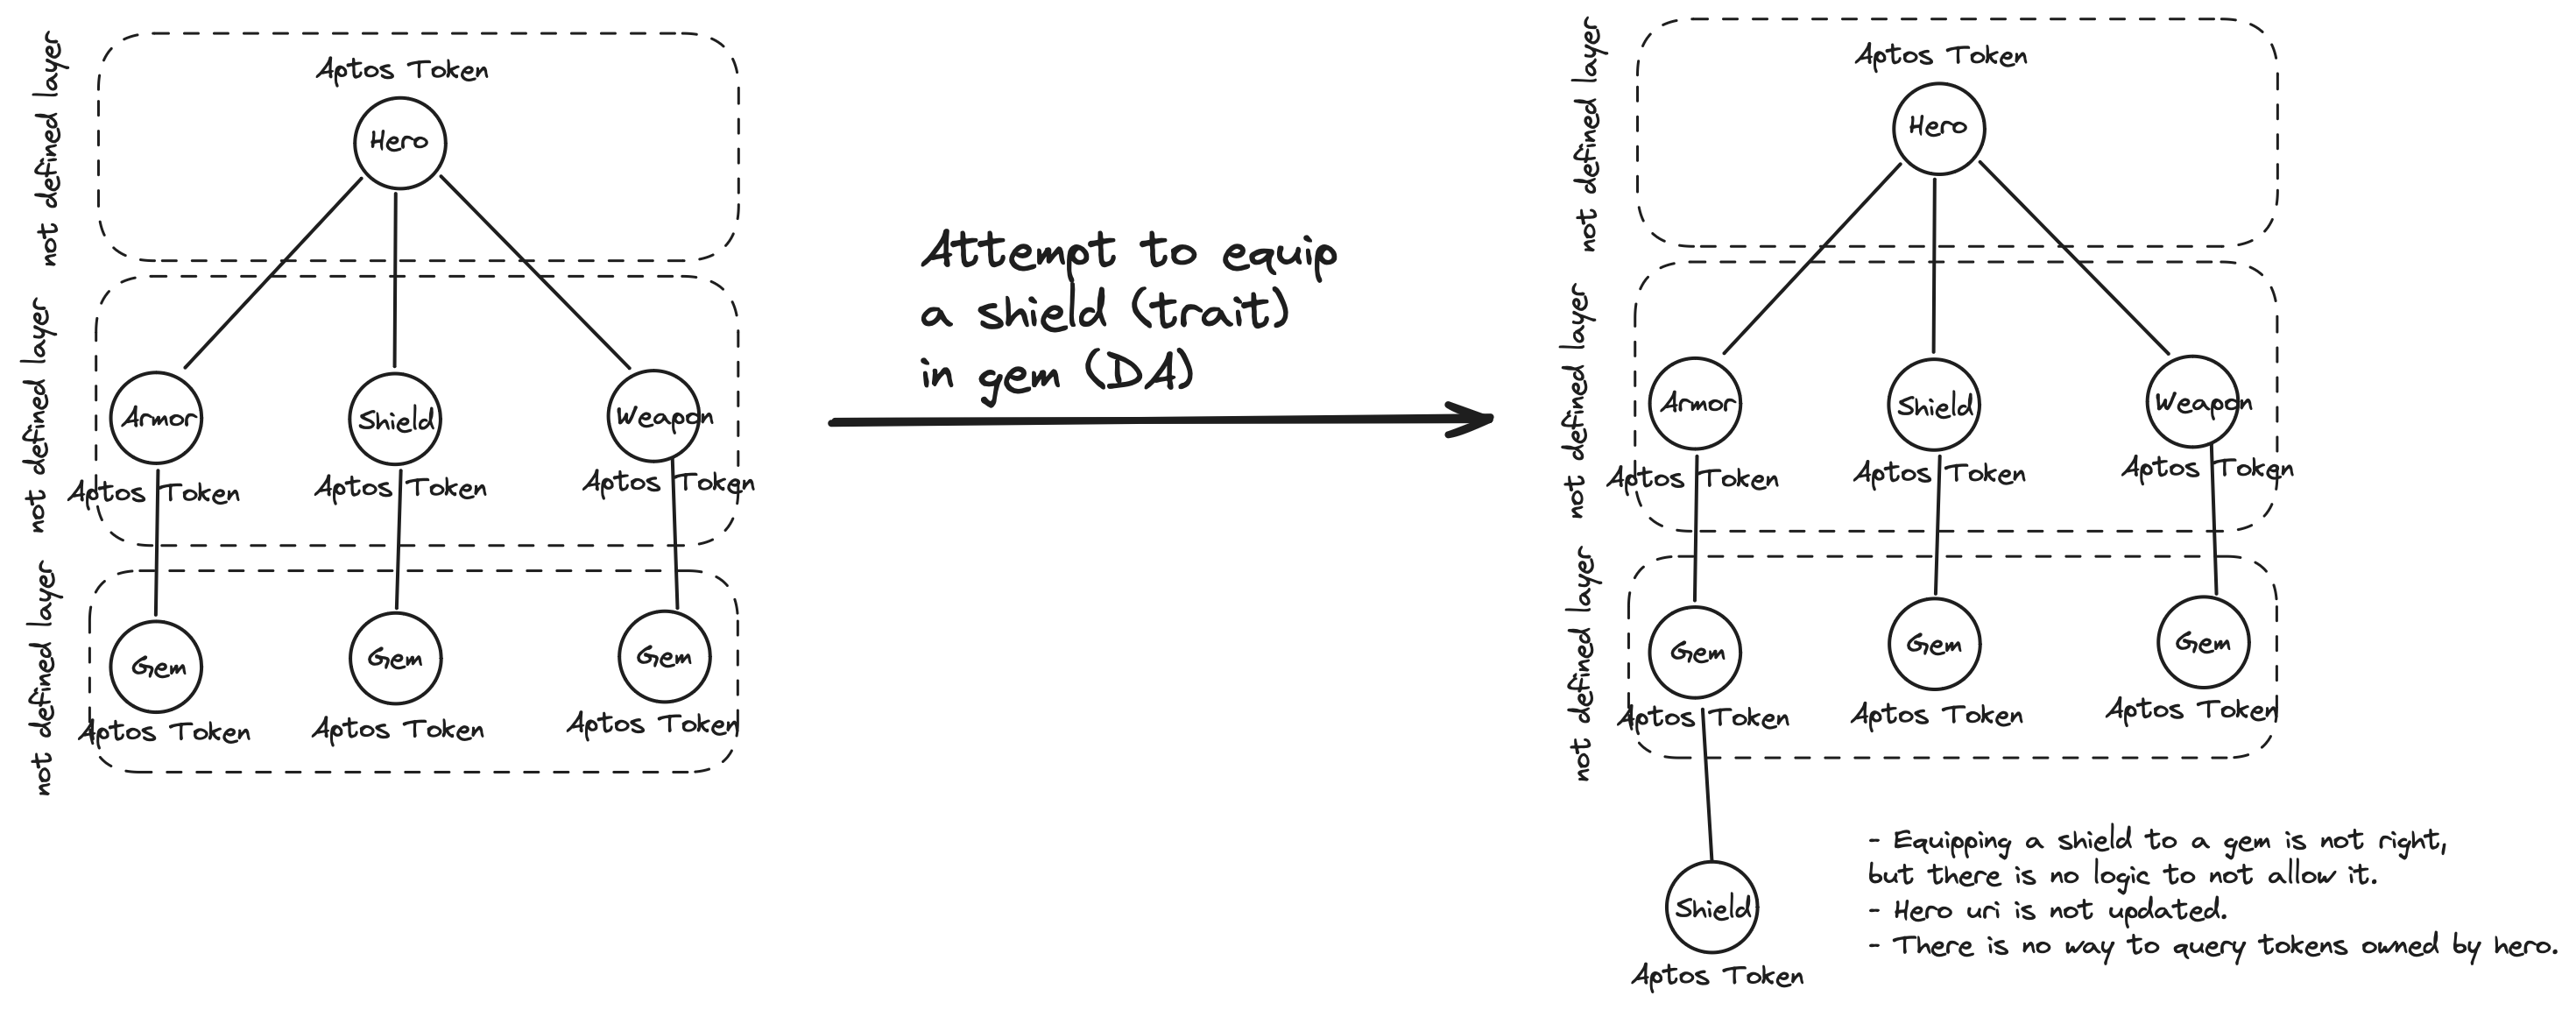 not defined layer
Aptos Token
Hero
not defined layer
Armor
Shield
Weapon
Aptos Token
Aptos Token
Aptos Token
not defined layer
Gem
Gem
Gem
Aptos Token
Aptos Token
Aptos Token
Attempt to equip
a shield (trait)
in gem (DA)
not defined layer
Aptos Token
Hero
not defined layer
Armor
Shield
Weapon
Aptos Token
Aptos Token
Aptos Token
not defined layer
Gem
Gem
Gem
Aptos Token
Aptos Token
Aptos Token
Shield
Aptos Token
- Equipping a shield to a gem is not right,
but there is no logic to not allow it.
- Hero uri is not updated.
- There is no way to query tokens owned by hero.